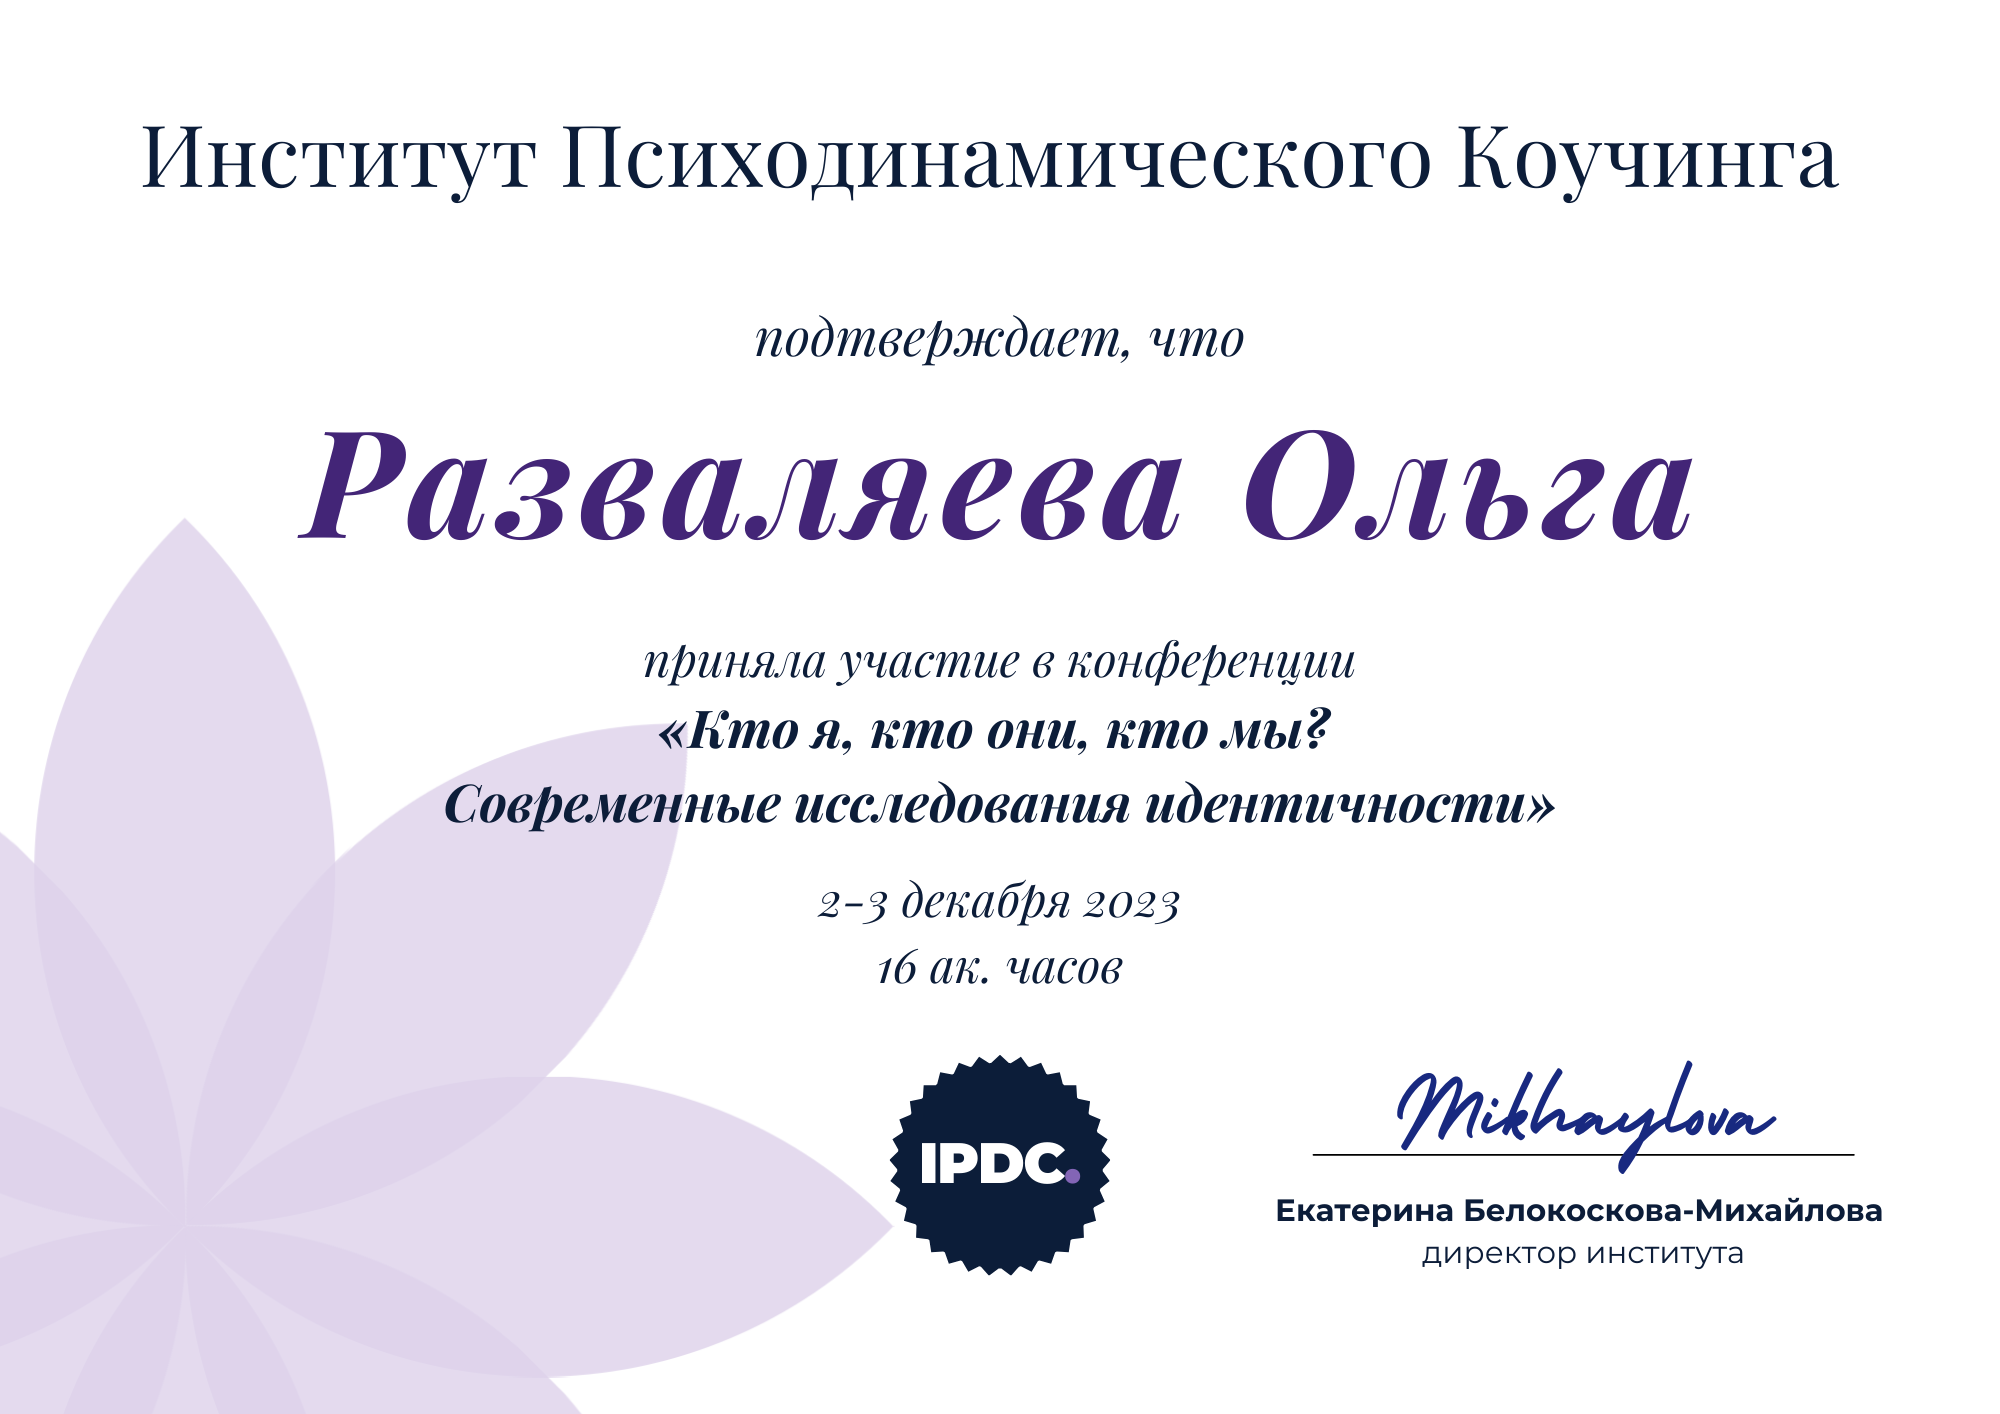 Институт Психодинамического Коучинга
подтверждает, что
Разваляева Ольга
приняла участие в конференции
«Кто я, кто они, кто мы?
Современные исследования идентичности»
2-3 декабря 2023
16 ак. часов
IPDC.
Mikhaylova
Екатерина Белокоскова-Михайлова
директор института